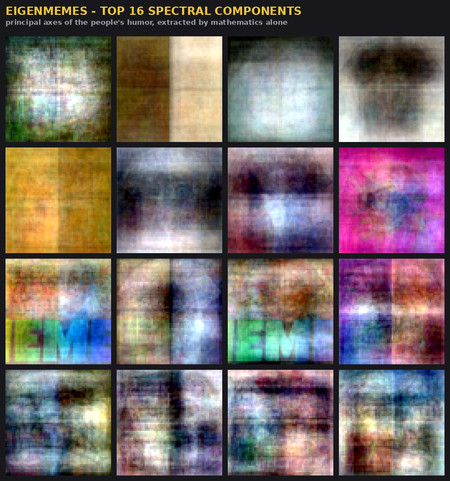 EIGENMEMES - TOP 16 SPECTRAL COMPONENTS
principal axes of the people's humor, extracted by mathematics alone